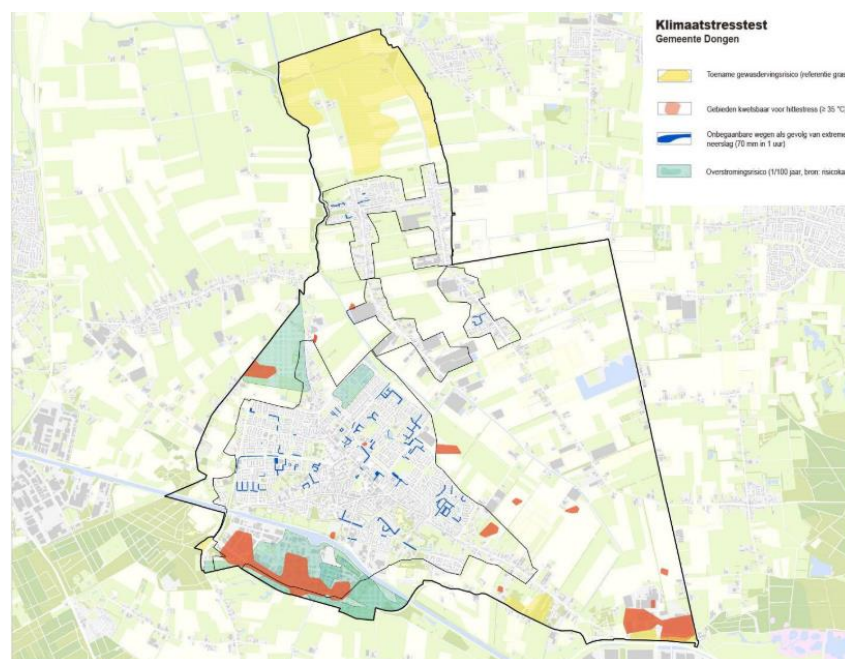 Klimaatstresstest
Gemeente Dongen
Toename gewasdervingsrisico (referentie gras
Gebieden kwetsbaar voor hittestress (≥ 35 °C)
Onbegaanbare wegen als gevolg van extreme
neerslag (70 mm in 1 uur)
Overstromingsrisico (1/100 jaar, bron: risicoka